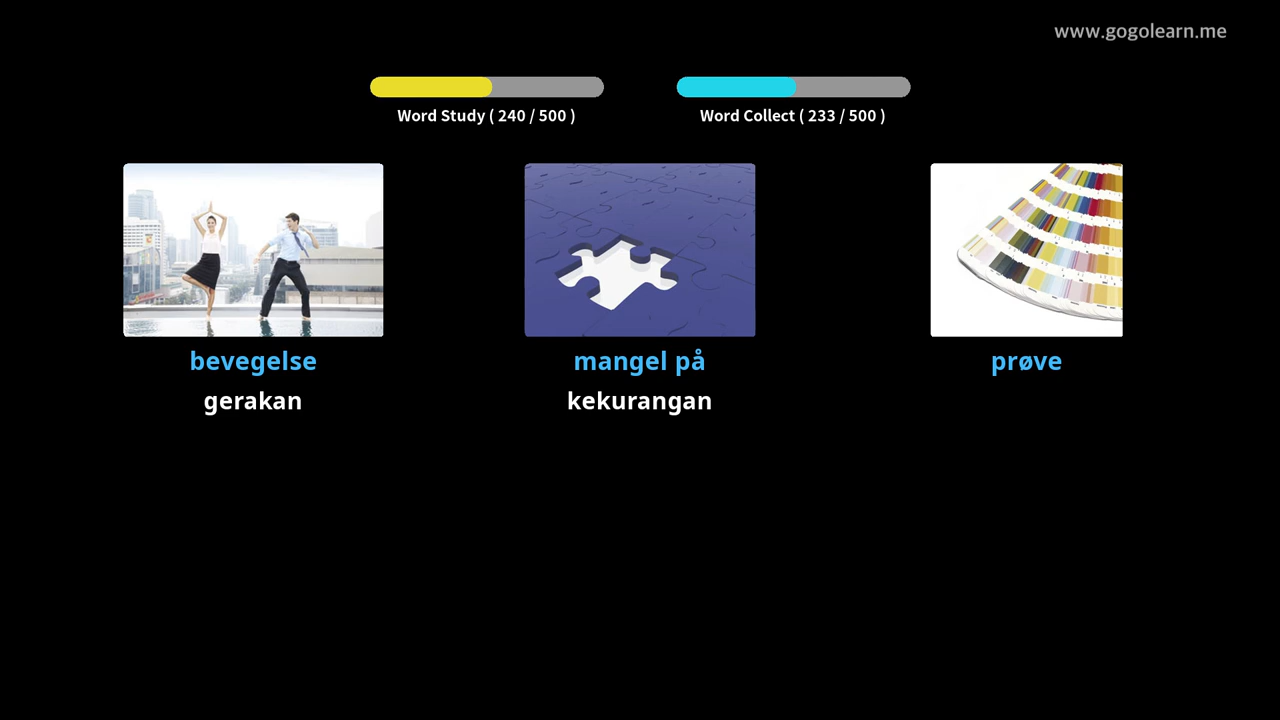 www.gogolearn.me
Word Study ( 240 / 500 )
Word Collect ( 233 / 500 )
bevegelse
gerakan
mangel på
kekurangan
prøve